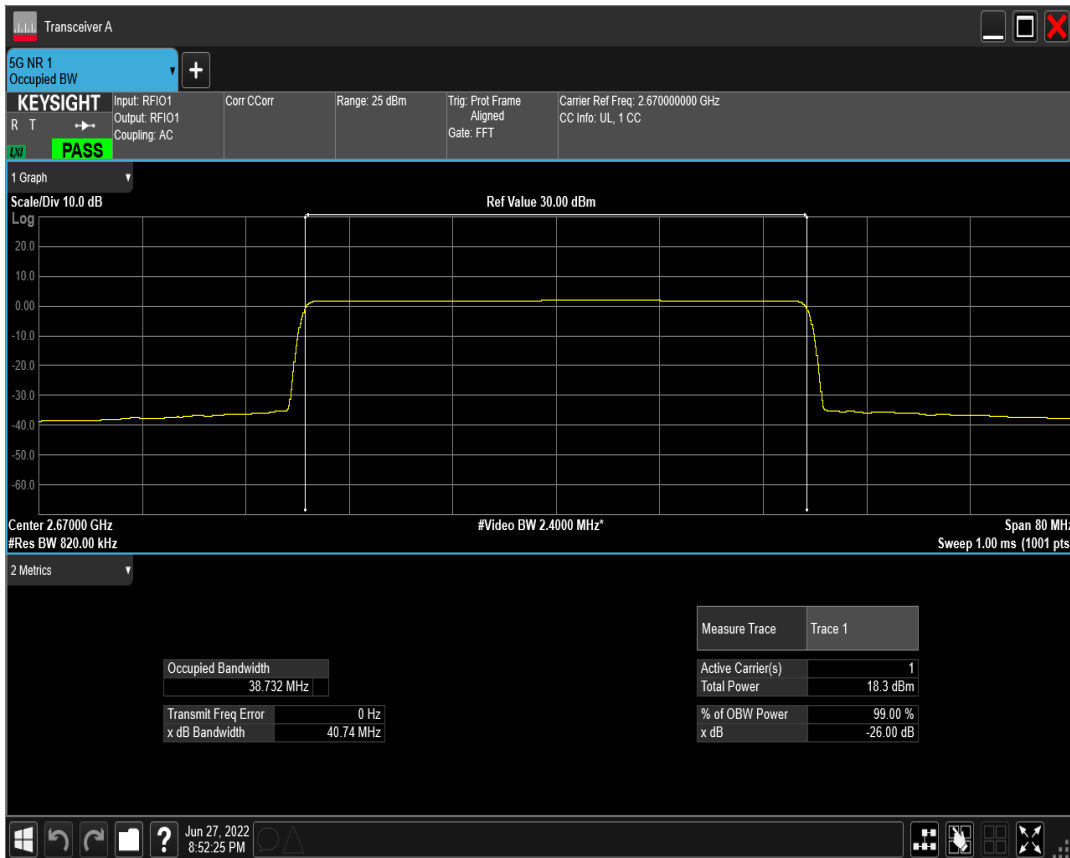 Transceiver A
5G NR 1
Occupied BW
KEYSIGHT
R T
LXI
PASS
Input: RFIO1
Output: RFIO1
Coupling: AC
Corr CCorr
Range: 25 dBm
Trig: Prot Frame
Aligned
Gate: FFT
Carrier Ref Freq: 2.670000000 GHz
CC Info: UL, 1 CC
1 Graph
Scale/Div 10.0 dB
Ref Value 30.00 dBm
Log
20.0
10.0
0.00
-10.0
-20.0
-30.0
-40.0
-50.0
-60.0
Center 2.67000 GHz
#Video BW 2.4000 MHz*
Span 80 MHz
#Res BW 820.00 kHz
Sweep 1.00 ms (1001 pts
2 Metrics
Measure Trace Trace 1
Occupied Bandwidth
38.732 MHz
Active Carrier(s) 1
Total Power 18.3 dBm
Transmit Freq Error 0 Hz
x dB Bandwidth 40.74 MHz
% of OBW Power 99.00 %
x dB -26.00 dB
Jun 27, 2022
8:52:25 PM